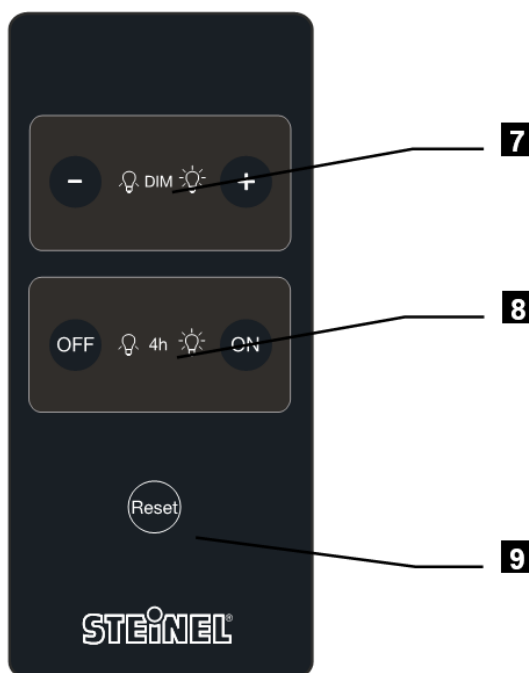 - DIM +
7
OFF 4h ON
8
Reset
9
STEINEL®